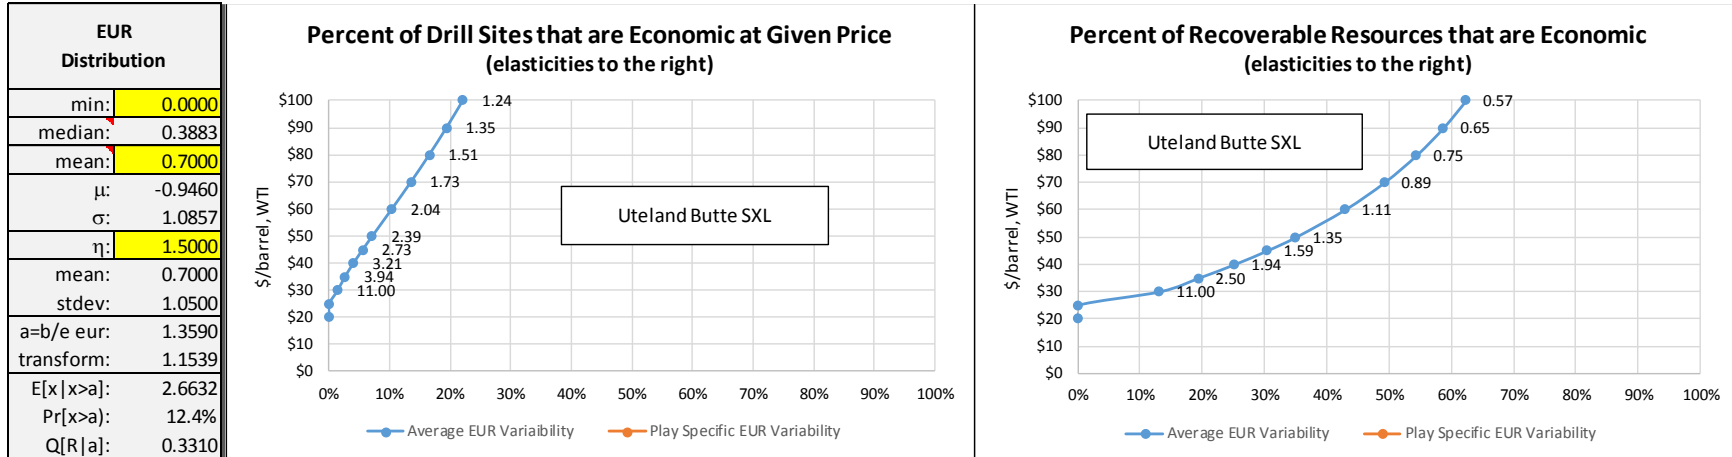 EUR
Distribution
min: 0.0000
median: 0.3883
mean: 0.7000
μ: -0.9460
σ: 1.0857
η: 1.5000
mean: 0.7000
stdev: 1.0500
a=b/e eur: 1.3590
transform: 1.1539
E[x|x>a]: 2.6632
Pr[x>a): 12.4%
Q[R|a]: 0.3310
Percent of Drill Sites that are Economic at Given Price
(elasticities to the right)
$/barrel, WTI
$100
$90
$80
$70
$60
$50
$40
$30
$20
$10
$0
1.24
1.35
1.51
1.73
2.04
2.39
2.73
3.21
3.94
11.00
Uteland Butte SXL
0% 10% 20% 30% 40% 50% 60% 70% 80% 90% 100%
Average EUR Variaibility Play Specific EUR Variability
Percent of Recoverable Resources that are Economic
(elasticities to the right)
$/barrel, WTI
$100
$90
$80
$70
$60
$50
$40
$30
$20
$10
$0
Uteland Butte SXL
0.57
0.65
0.75
0.89
1.11
1.35
1.59
1.94
2.50
11.00
0% 10% 20% 30% 40% 50% 60% 70% 80% 90% 100%
Average EUR Variability Play Specific EUR Variability